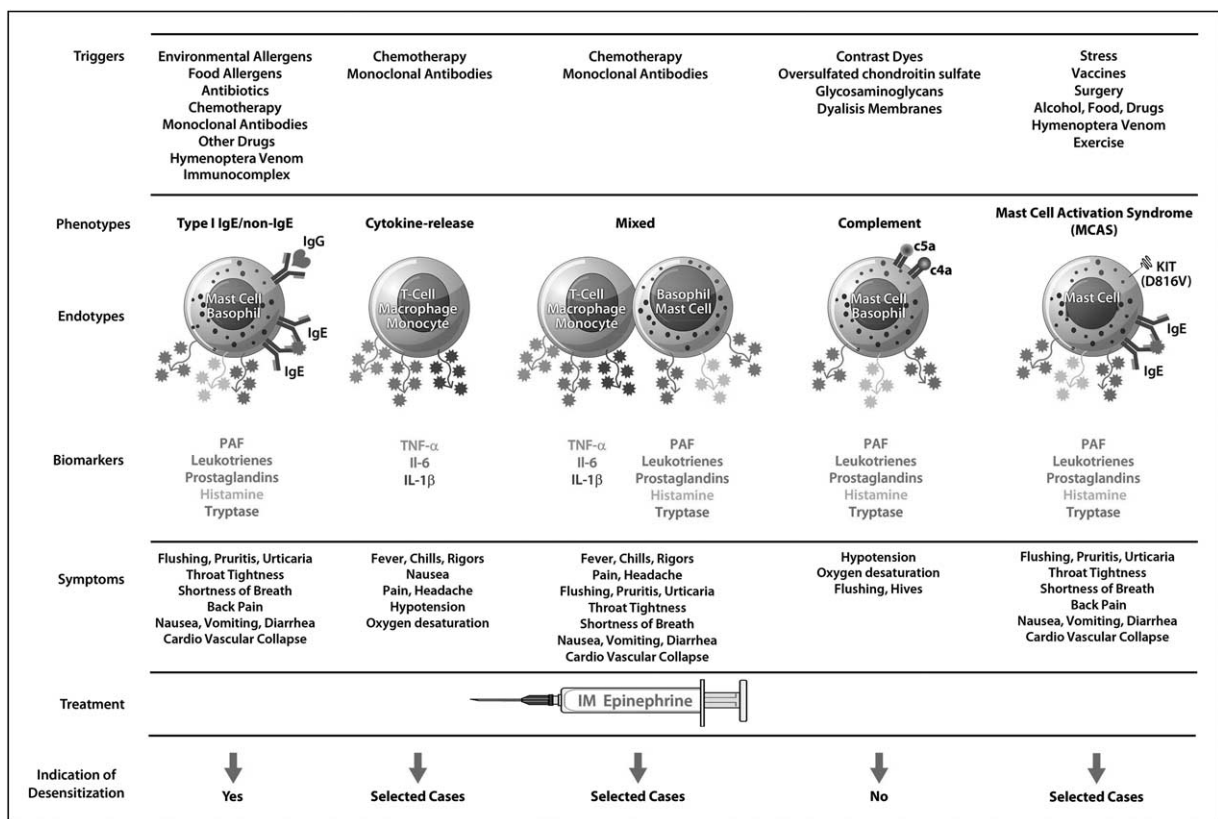 Triggers
Environmental Allergens
Food Allergens
Antibiotics
Chemotherapy
Monoclonal Antibodies
Other Drugs
Hymenoptera Venom
Immunocomplex
Chemotherapy
Monoclonal Antibodies
Chemotherapy
Monoclonal Antibodies
Contrast Dyes
Oversulfated chondroitin sulfate
Glycosaminoglycans
Dyalisis Membranes
Stress
Vaccines
Surgery
Alcohol, Food, Drugs
Hymenoptera Venom
Exercise
Phenotypes
Type I IgE/non-IgE
Cytokine-release
Mixed
Complement
Mast Cell Activation Syndrome
(MCAS)
Endotypes
IgG
Mast Cell
Basophil
IgE
IgE
T-Cell
Macrophage
Monocyte
T-Cell
Macrophage
Monocyte
Basophil
Mast Cell
c5a
c4a
Mast Cell
Basophil
KIT
(D816V)
Mast Cell
IgE
IgE
Biomarkers
PAF
Leukotrienes
Prostaglandins
Histamine
Tryptase
TNF-α
Il-6
IL-1β
TNF-α
Il-6
IL-1β
PAF
Leukotrienes
Prostaglandins
Histamine
Tryptase
PAF
Leukotrienes
Prostaglandins
Histamine
Tryptase
PAF
Leukotrienes
Prostaglandins
Histamine
Tryptase
Symptoms
Flushing, Pruritis, Urticaria
Throat Tightness
Shortness of Breath
Back Pain
Nausea, Vomiting, Diarrhea
Cardio Vascular Collapse
Fever, Chills, Rigors
Nausea
Pain, Headache
Hypotension
Oxygen desaturation
Fever, Chills, Rigors
Pain, Headache
Flushing, Pruritis, Urticaria
Throat Tightness
Shortness of Breath
Nausea, Vomiting, Diarrhea
Cardio Vascular Collapse
Hypotension
Oxygen desaturation
Flushing, Hives
Flushing, Pruritis, Urticaria
Throat Tightness
Shortness of Breath
Back Pain
Nausea, Vomiting, Diarrhea
Cardio Vascular Collapse
Treatment
IM Epinephrine
Indication of
Desensitization
Yes
Selected Cases
Selected Cases
No
Selected Cases